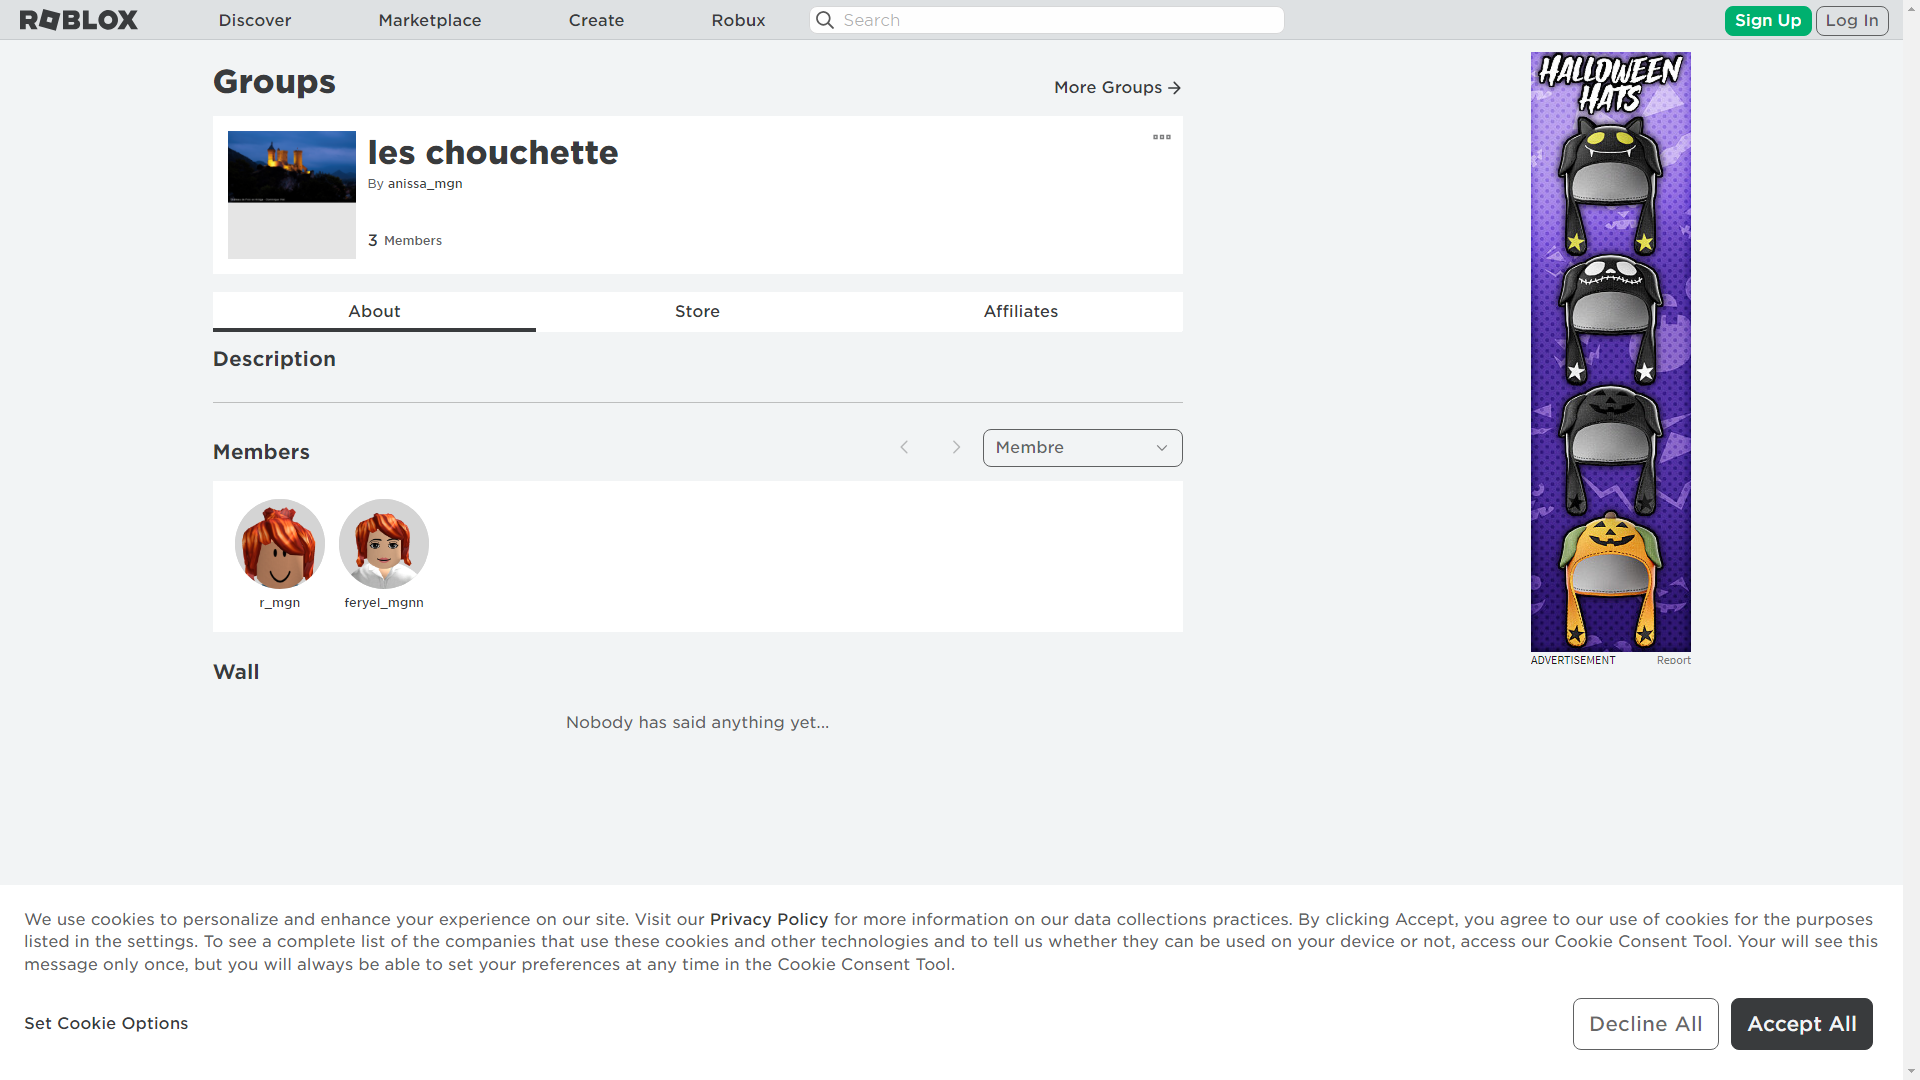 ROBLOX
Discover
Marketplace
Create
Robux
Search
Sign Up
Log In
Groups
More Groups
les chouchette
By anissa_mgn
3 Members
About
Store
Affiliates
Description
Members
Membre
r_mgn
feryel_mgnn
Wall
Nobody has said anything yet...
HALLOWEEN
HATS
ADVERTISEMENT
Report
We use cookies to personalize and enhance your experience on our site. Visit our Privacy Policy for more information on our data collections practices. By clicking Accept, you agree to our use of cookies for the purposes
listed in the settings. To see a complete list of the companies that use these cookies and other technologies and to tell us whether they can be used on your device or not, access our Cookie Consent Tool. Your will see this
message only once, but you will always be able to set your preferences at any time in the Cookie Consent Tool.
Set Cookie Options
Decline All
Accept All